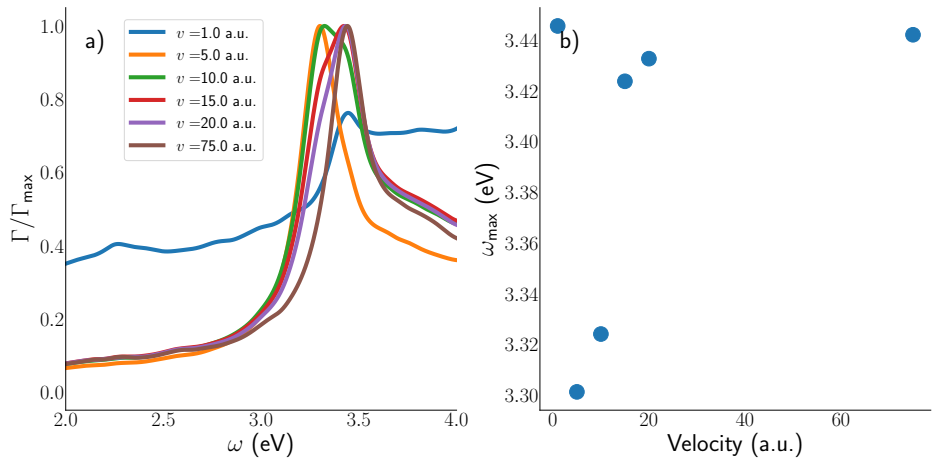 a)
v =1.0 a.u.
v =5.0 a.u.
v =10.0 a.u.
v =15.0 a.u.
v =20.0 a.u.
v =75.0 a.u.
1.0
0.8
0.6
0.4
0.2
0.0
Γ/Γmax
2.0 2.5 3.0 3.5 4.0
ω (eV)
b)
3.44
3.42
3.40
3.38
3.36
3.34
3.32
3.30
ωmax (eV)
0 20 40 60
Velocity (a.u.)